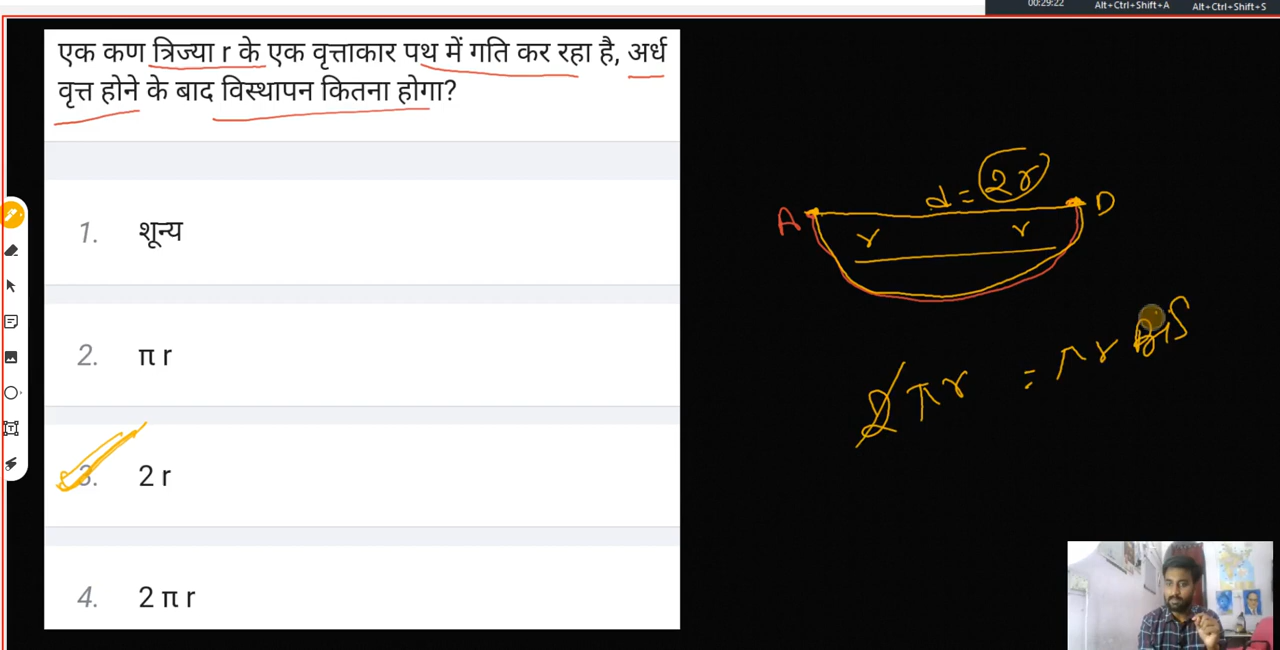 00:29:22 Alt+Ctrl+Shift+A Alt+Ctrl+Shift+S
एक कण त्रिज्या r के एक वृत्ताकार पथ में गति कर रहा है, अर्ध
वृत्त होने के बाद विस्थापन कितना होगा?
1. शून्य
2. π r
3. 2 r
4. 2 π r
d = 2r
A D
r r
2πr = πr